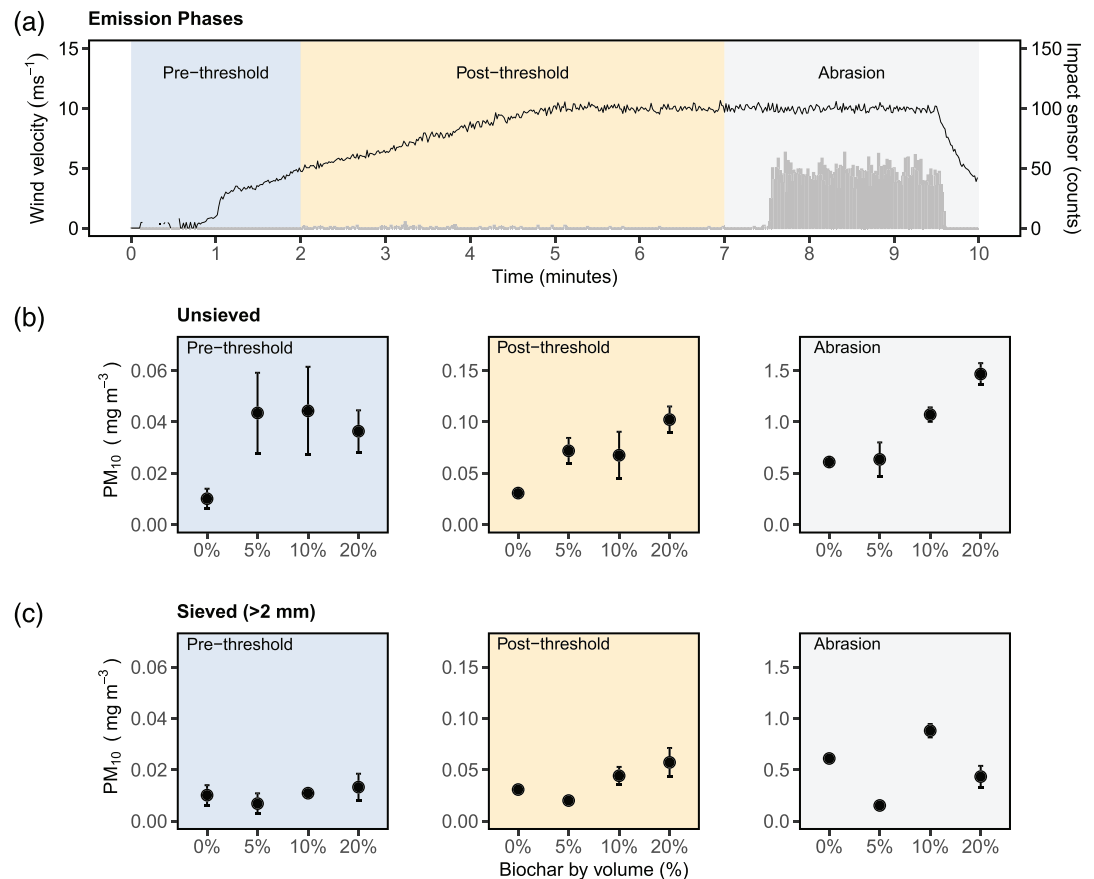 (a) Emission Phases
Pre−threshold Post−threshold Abrasion
Wind velocity (ms⁻¹)
15
10
5
0
Impact sensor (counts)
150
100
50
0
0 1 2 3 4 5 6 7 8 9 10
Time (minutes)
(b) Unsieved
Pre−threshold Post−threshold Abrasion
PM₁₀ ( mg m⁻³ )
0.06 0.15 1.5
0.04 0.10 1.0
0.02 0.05 0.5
0.00 0.00 0.0
0% 5% 10% 20% 0% 5% 10% 20% 0% 5% 10% 20%
(c) Sieved (>2 mm)
Pre−threshold Post−threshold Abrasion
PM₁₀ ( mg m⁻³ )
0.06 0.15 1.5
0.04 0.10 1.0
0.02 0.05 0.5
0.00 0.00 0.0
0% 5% 10% 20% 0% 5% 10% 20% 0% 5% 10% 20%
Biochar by volume (%)